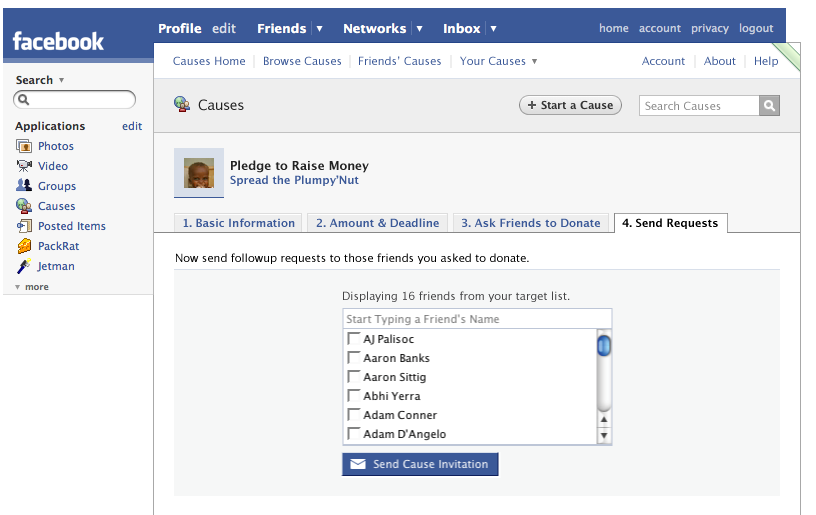 facebook
Profile edit Friends Networks Inbox home account privacy logout
Search
Applications edit
Photos
Video
Groups
Causes
Posted Items
PackRat
Jetman
more
Causes Home Browse Causes Friends' Causes Your Causes Account About Help
Causes + Start a Cause Search Causes
Pledge to Raise Money
Spread the Plumpy'Nut
1. Basic Information 2. Amount & Deadline 3. Ask Friends to Donate 4. Send Requests
Now send followup requests to those friends you asked to donate.
Displaying 16 friends from your target list.
Start Typing a Friend's Name
AJ Palisoc
Aaron Banks
Aaron Sittig
Abhi Yerra
Adam Conner
Adam D'Angelo
Send Cause Invitation